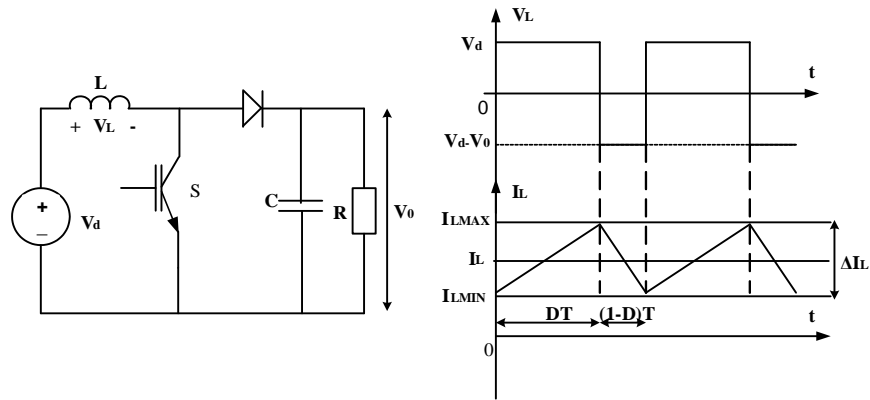 L
+ VL -
S
C
R
V0
+
–
Vd
VL
Vd
t
0
Vd-V0
IL
ILMAX
IL
ΔIL
ILMIN
DT (1-D)T
t
0